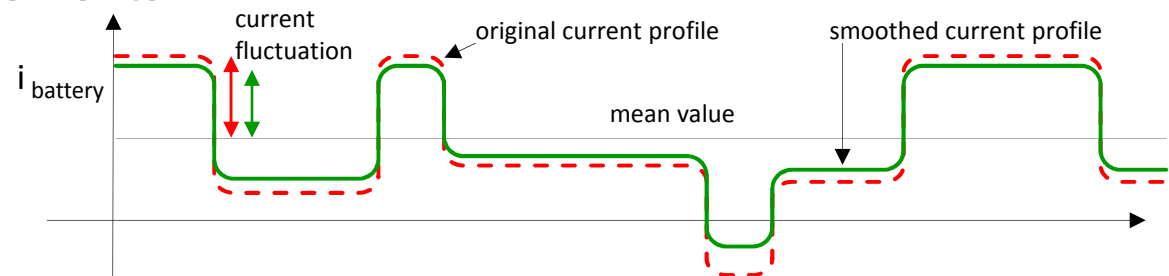 current
fluctuation
original current profile
smoothed current profile
i battery
mean value